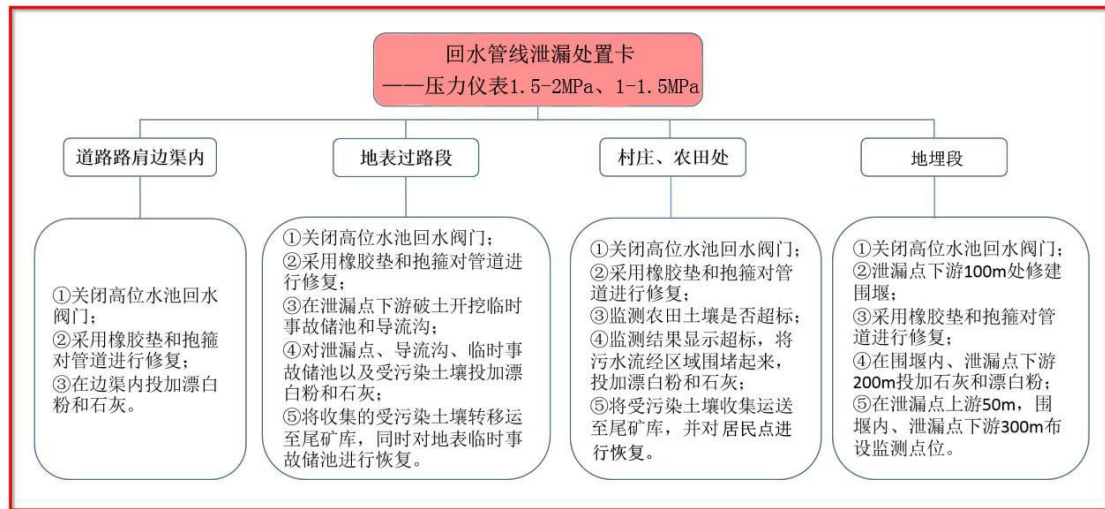 回水管线泄漏处置卡
——压力仪表1.5-2MPa、1-1.5MPa
道路路肩边渠内
地表过路段
村庄、农田处
地埋段
①关闭高位水池回水
阀门；
②采用橡胶垫和抱箍
对管道进行修复；
③在边渠内投加漂白
粉和石灰。
①关闭高位水池回水阀门；
②采用橡胶垫和抱箍对管道进
行修复；
③在泄漏点下游破土开挖临时
事故储池和导流沟；
④对泄漏点、导流沟、临时事
故储池以及受污染土壤投加漂
白粉和石灰；
⑤将收集的受污染土壤转移运
至尾矿库，同时对地表临时事
故储池进行恢复。
①关闭高位水池回水阀门；
②采用橡胶垫和抱箍对管
道进行修复；
③监测农田土壤是否超标；
④监测结果显示超标，将
污水流经区域围堵起来，
投加漂白粉和石灰；
⑤将受污染土壤收集运送
至尾矿库，并对居民点进
行恢复。
①关闭高位水池回水阀门；
②泄漏点下游100m处修建
围堰；
③采用橡胶垫和抱箍对管
道进行修复；
④在围堰内、泄漏点下游
200m投加石灰和漂白粉；
⑤在泄漏点上游50m，围
堰内、泄漏点下游300m布
设监测点位。